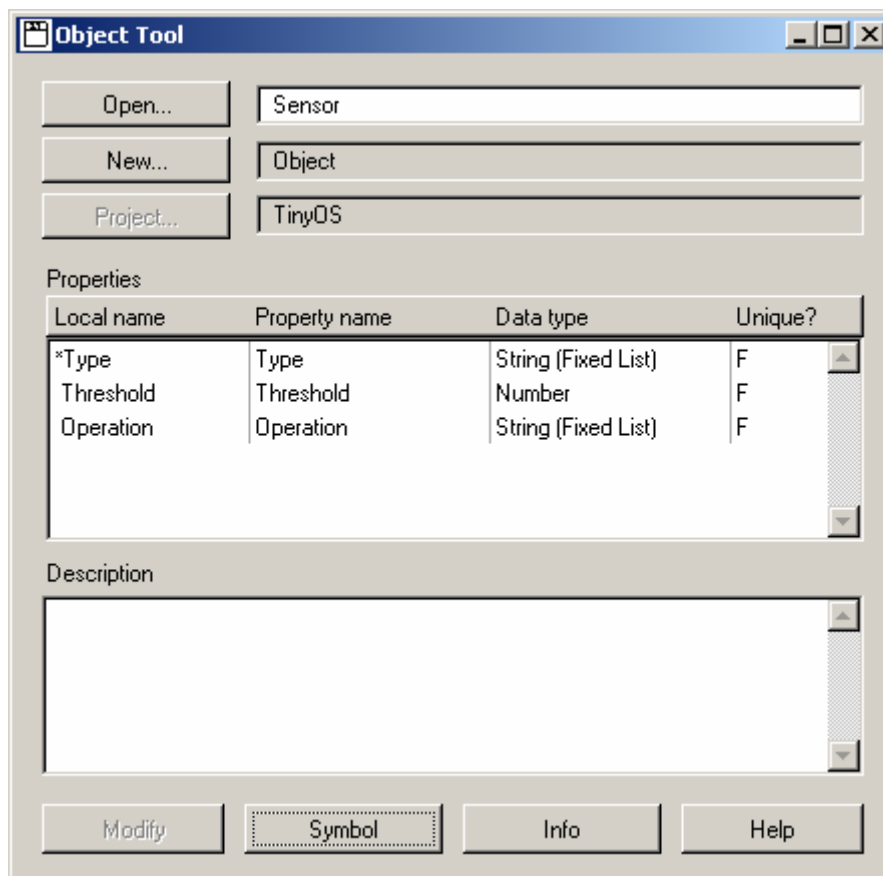 Object Tool
Open... Sensor
New... Object
Project... TinyOS
Properties
Local name Property name Data type Unique?
*Type Type String (Fixed List) F
Threshold Threshold Number F
Operation Operation String (Fixed List) F
Description
Modify Symbol Info Help